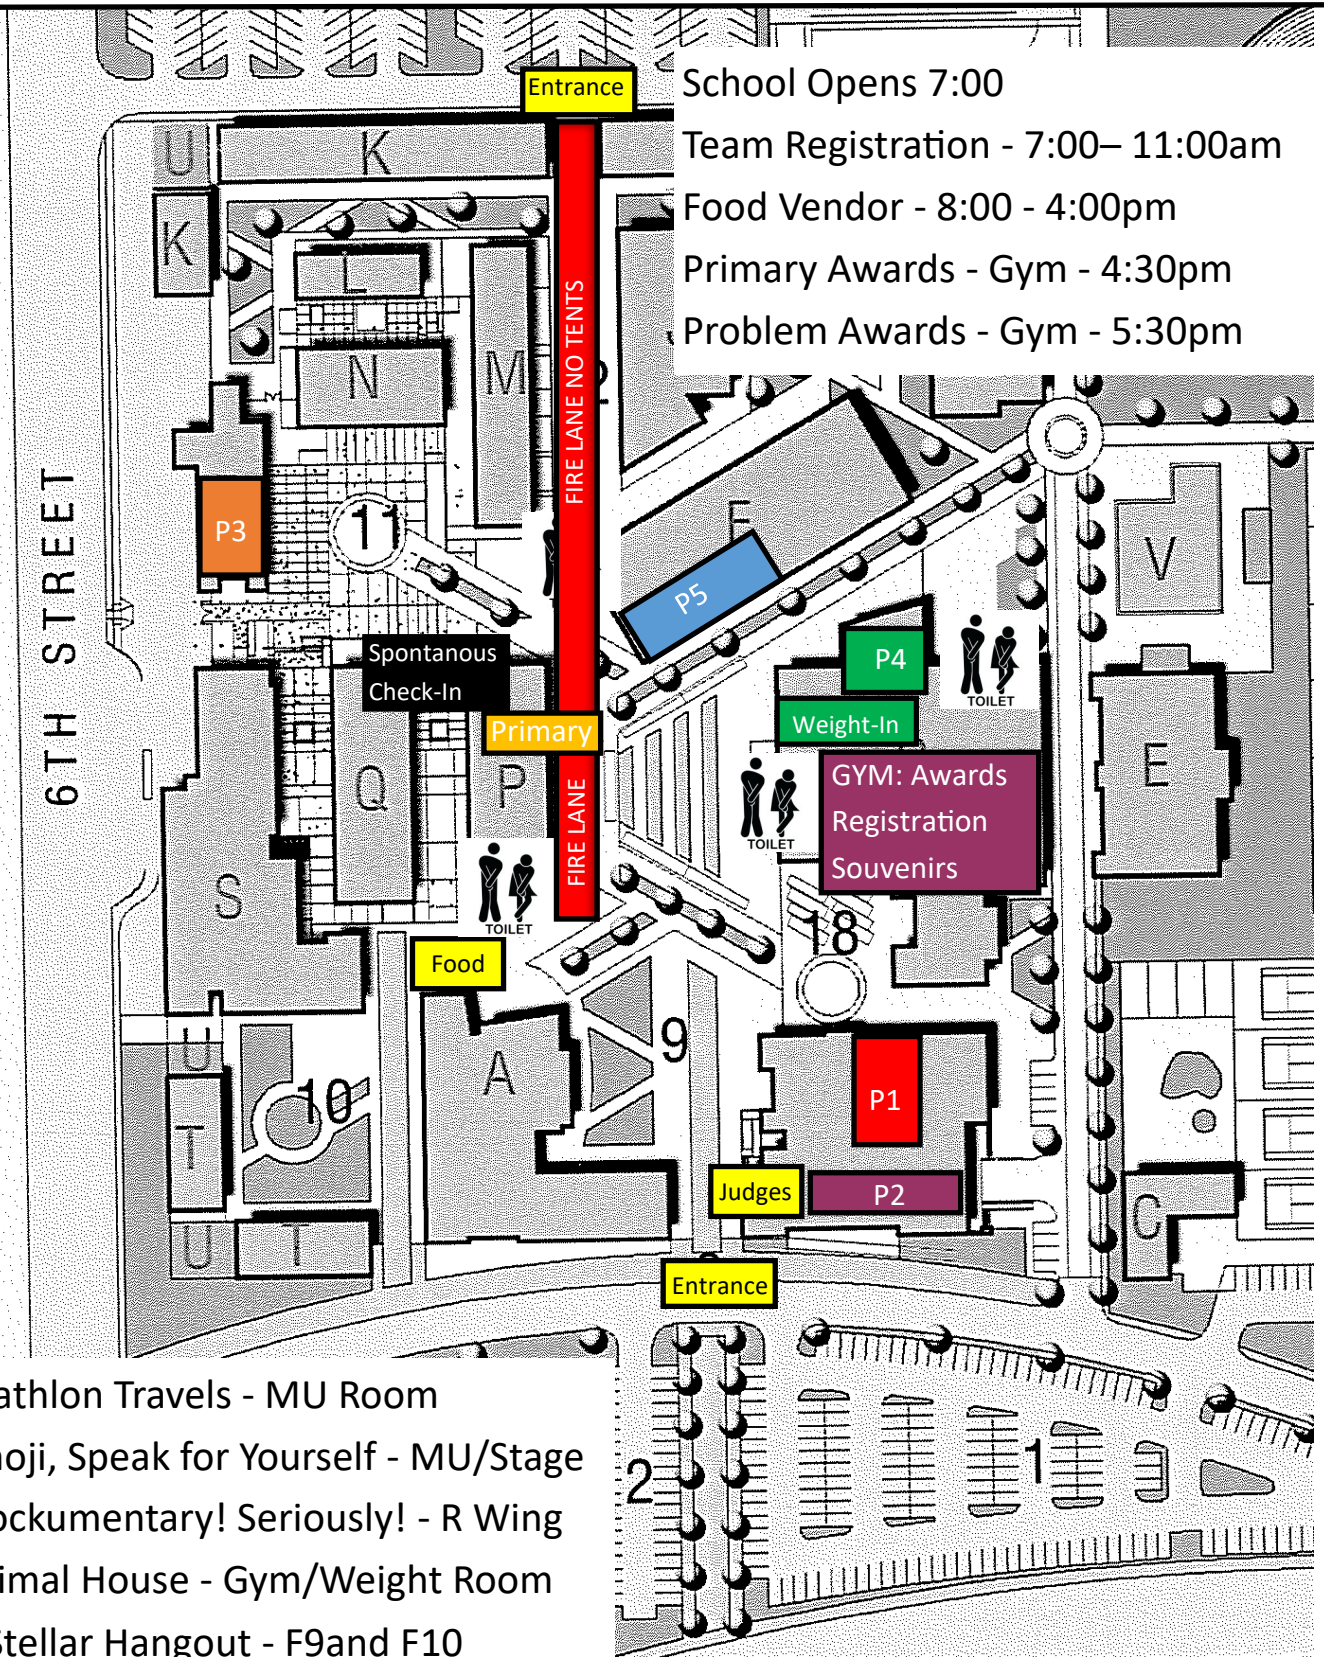 Entrance
School Opens 7:00
Team Registration - 7:00– 11:00am
Food Vendor - 8:00 - 4:00pm
Primary Awards - Gym - 4:30pm
Problem Awards - Gym - 5:30pm
U
K
K
L
N
M
FIRE LANE NO TENTS
6TH STREET
P3
11
F
P5
V
Spontanous
Check-In
P4
TOILET
Primary
Weight-In
Q
P
FIRE LANE
TOILET
GYM: Awards
Registration
Souvenirs
E
S
TOILET
Food
18
A
9
U
10
T
P1
Judges
P2
C
U
T
Entrance
athlon Travels - MU Room
oji, Speak for Yourself - MU/Stage
ockumentary! Seriously! - R Wing
imal House - Gym/Weight Room
Stellar Hangout - F9and F10
2
1